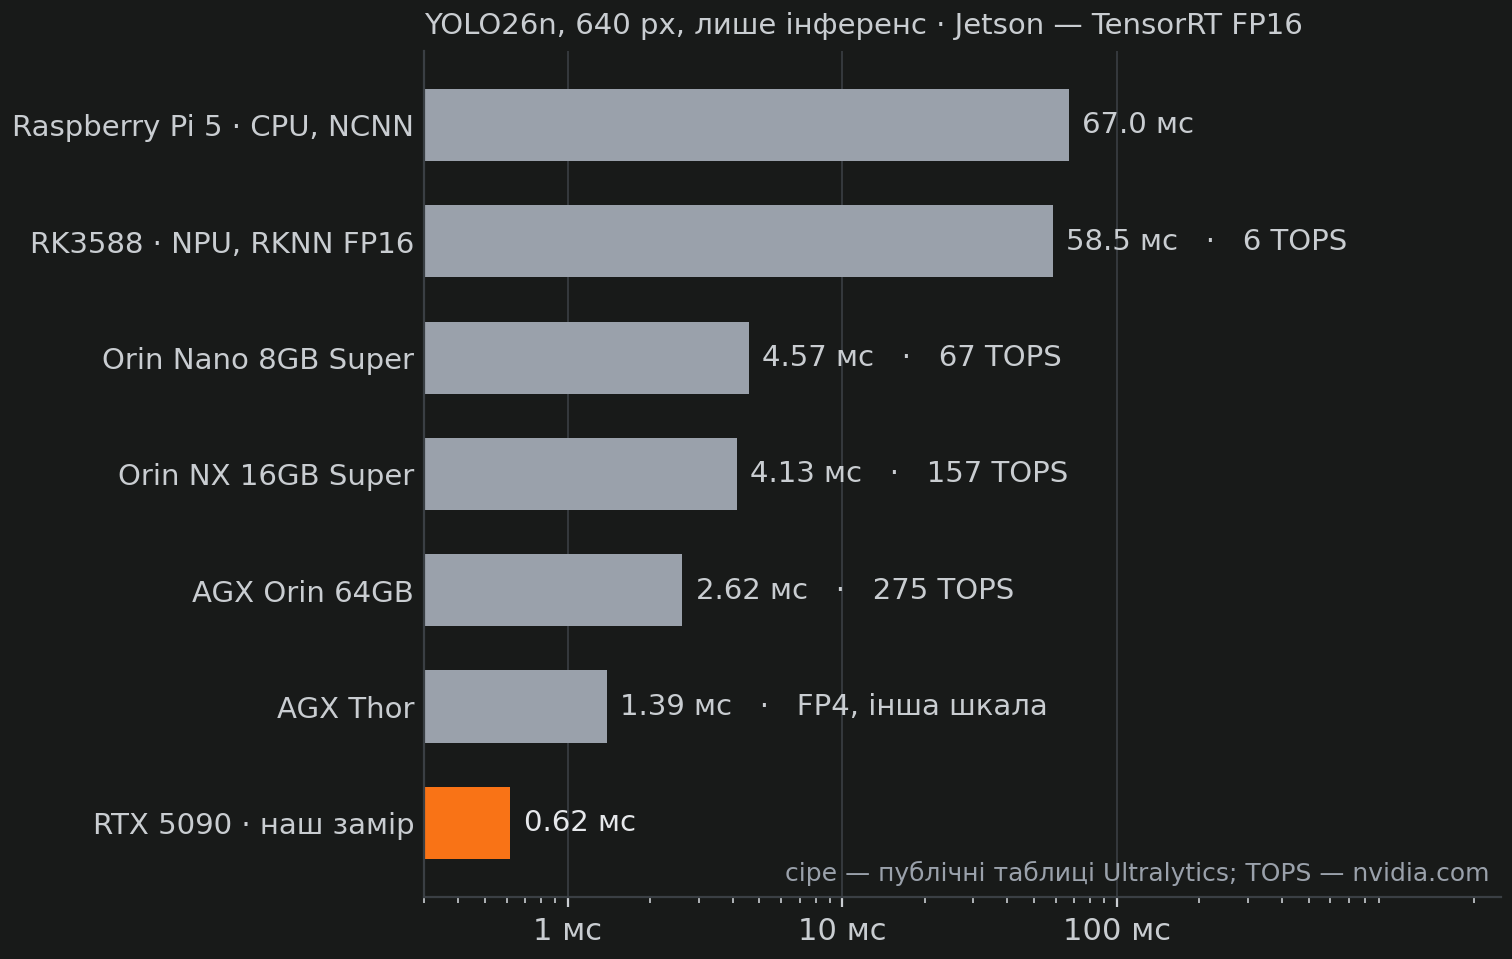 YOLO26n, 640 px, лише інференс · Jetson — TensorRT FP16
Raspberry Pi 5 · CPU, NCNN 67.0 мс
RK3588 · NPU, RKNN FP16 58.5 мс · 6 TOPS
Orin Nano 8GB Super 4.57 мс · 67 TOPS
Orin NX 16GB Super 4.13 мс · 157 TOPS
AGX Orin 64GB 2.62 мс · 275 TOPS
AGX Thor 1.39 мс · FP4, інша шкала
RTX 5090 · наш замір 0.62 мс
сіре — публічні таблиці Ultralytics; TOPS — nvidia.com
1 мс 10 мс 100 мс